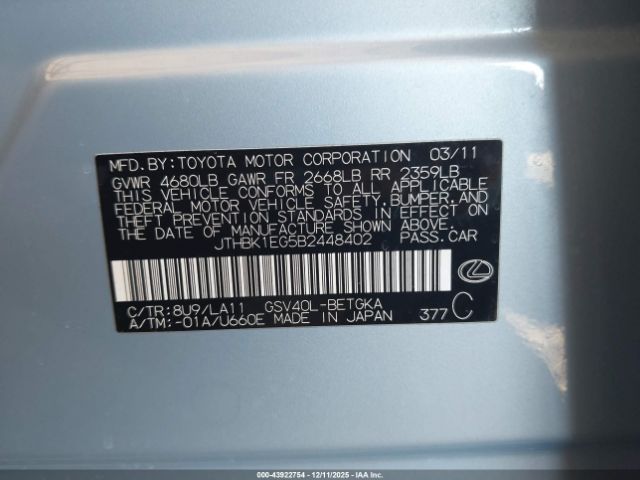 MFD.BY:TOYOTA MOTOR CORPORATION 03/11
GVWR 4680LB GAWR FR 2668LB RR 2359LB
THIS VEHICLE CONFORMS TO ALL APPLICABLE
FEDERAL MOTOR VEHICLE SAFETY,BUMPER,AND
THEFT PREVENTION STANDARDS IN EFFECT ON
THE DATE OF MANUFACTURE SHOWN ABOVE.
JTHBK1EG5B2448402 PASS.CAR
C/TR:8U9/LA11 GSV40L-BETGKA
A/TM:-01A/U660E MADE IN JAPAN 377 C
000-43922754 - 12/11/2025 - IAA Inc.